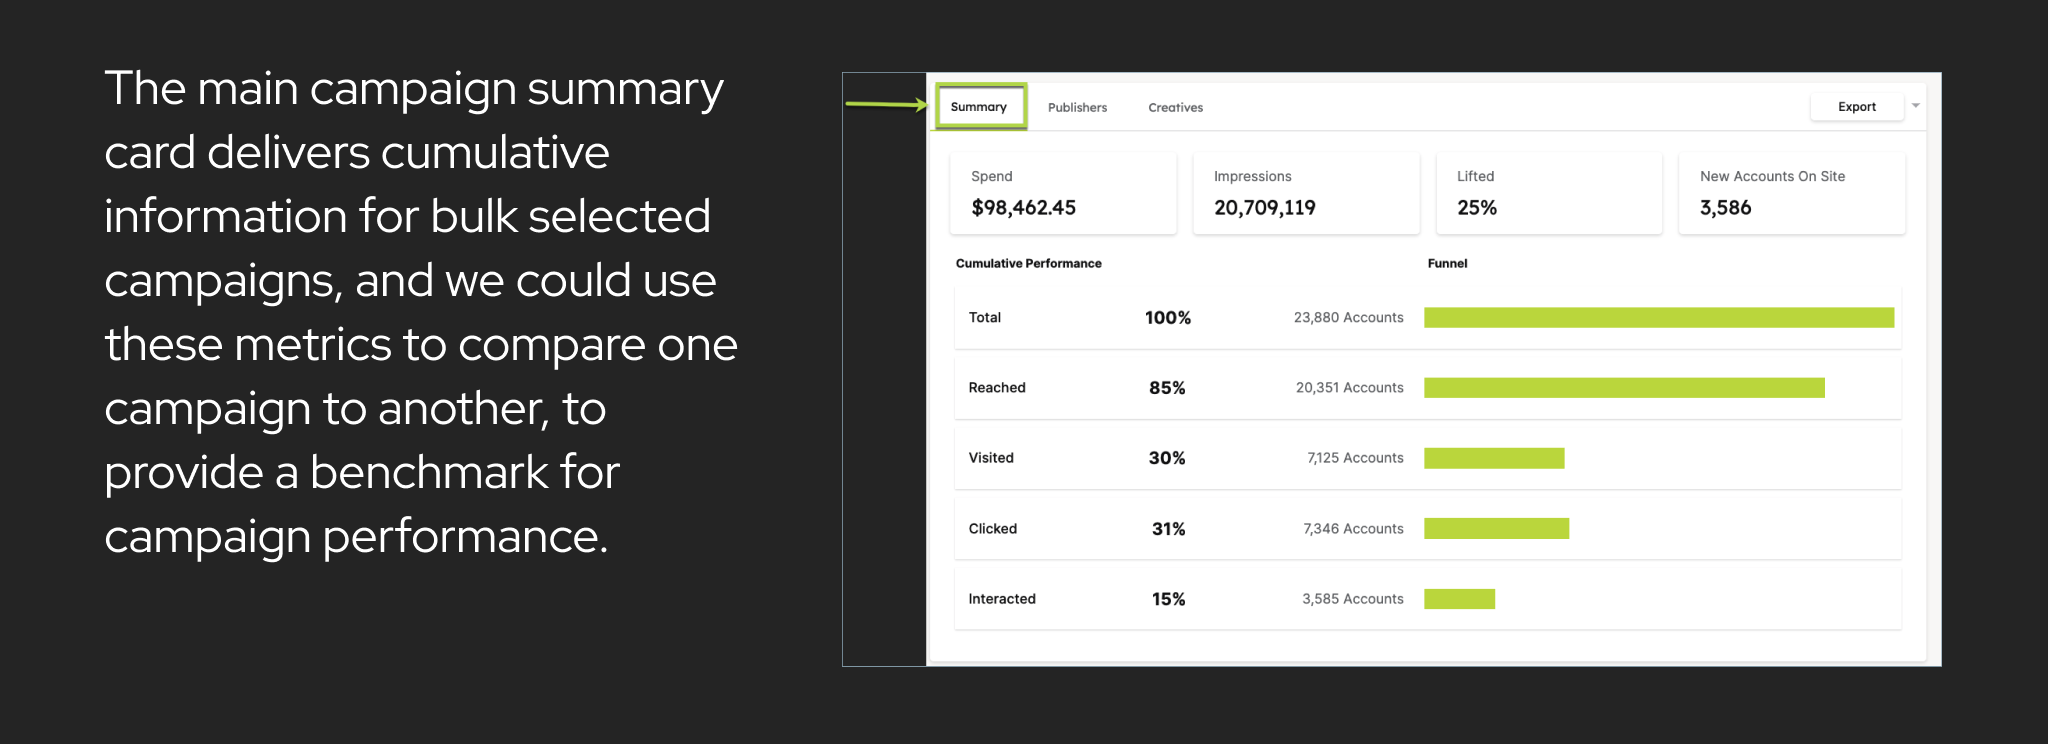 The main campaign summary
card delivers cumulative
information for bulk selected
campaigns, and we could use
these metrics to compare one
campaign to another, to
provide a benchmark for
campaign performance.
Summary Publishers Creatives Export
Spend Impressions Lifted New Accounts On Site
$98,462.45 20,709,119 25% 3,586
Cumulative Performance Funnel
Total 100% 23,880 Accounts
Reached 85% 20,351 Accounts
Visited 30% 7,125 Accounts
Clicked 31% 7,346 Accounts
Interacted 15% 3,585 Accounts